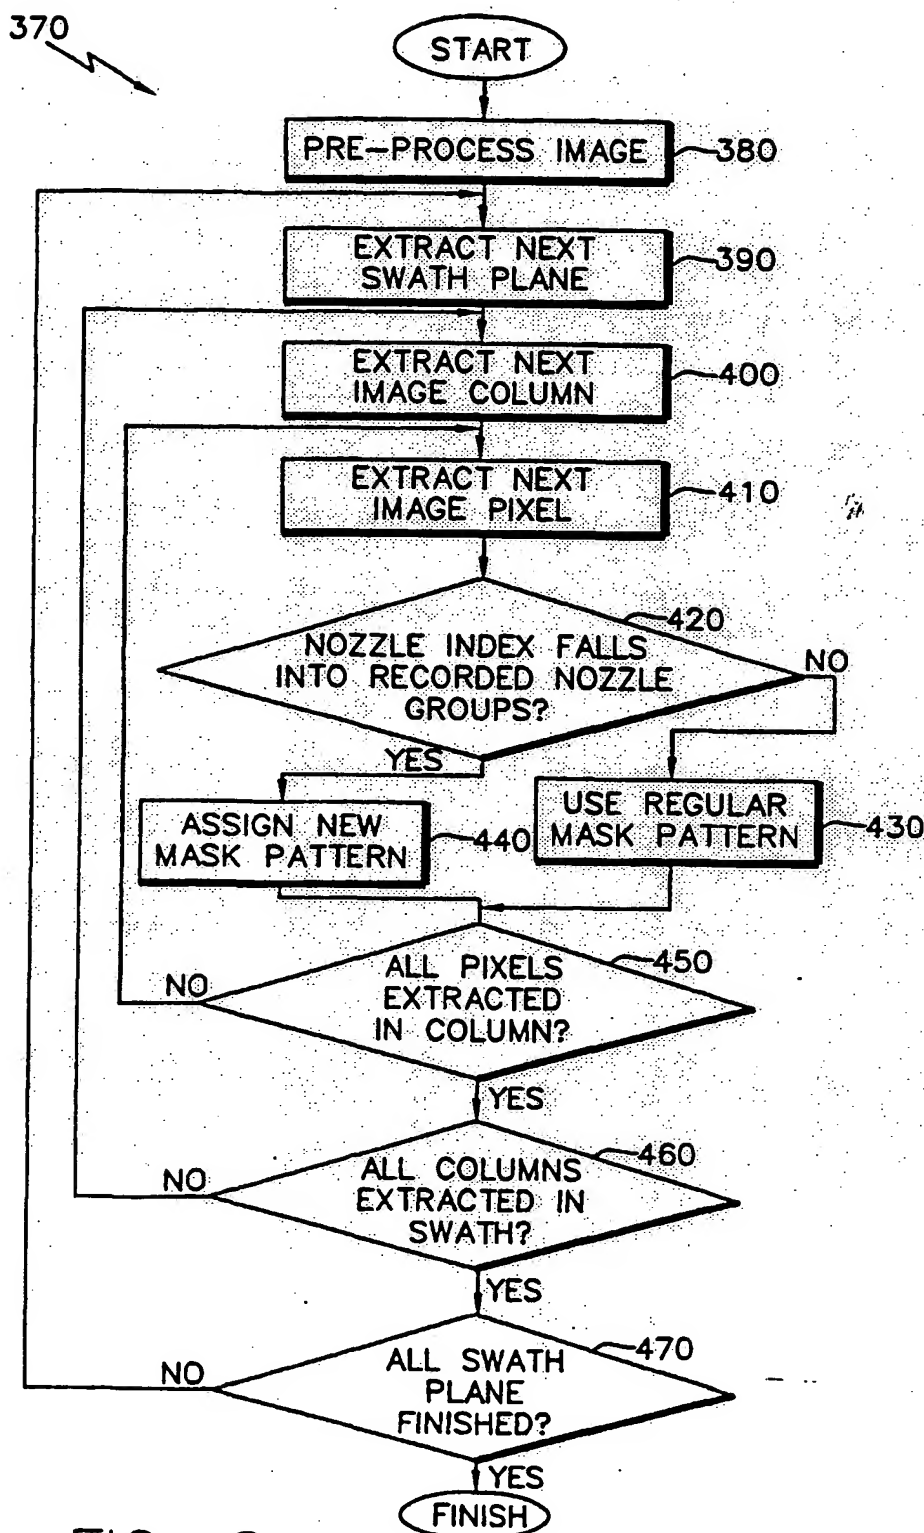 370
START
PRE-PROCESS IMAGE
380
EXTRACT NEXT
SWATH PLANE
390
EXTRACT NEXT
IMAGE COLUMN
400
EXTRACT NEXT
IMAGE PIXEL
410
420
NOZZLE INDEX FALLS
INTO RECORDED NOZZLE
GROUPS?
NO
YES
ASSIGN NEW
MASK PATTERN
440
USE REGULAR
MASK PATTERN
430
450
ALL PIXELS
EXTRACTED
IN COLUMN?
NO
YES
460
ALL COLUMNS
EXTRACTED IN
SWATH?
NO
YES
470
ALL SWATH
PLANE
FINISHED?
NO
YES
FINISH